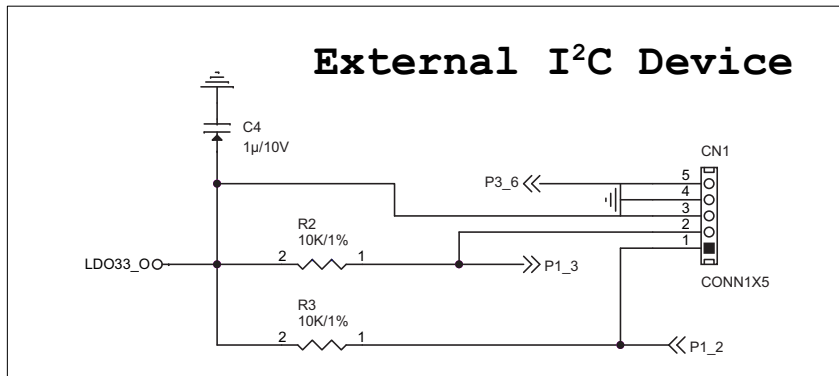 External I²C Device
C4
1µ/10V
CN1
P3_6
5
4
3
2
1
R2
10K/1%
2
1
LDO33_O
P1_3
CONN1X5
R3
10K/1%
2
1
P1_2